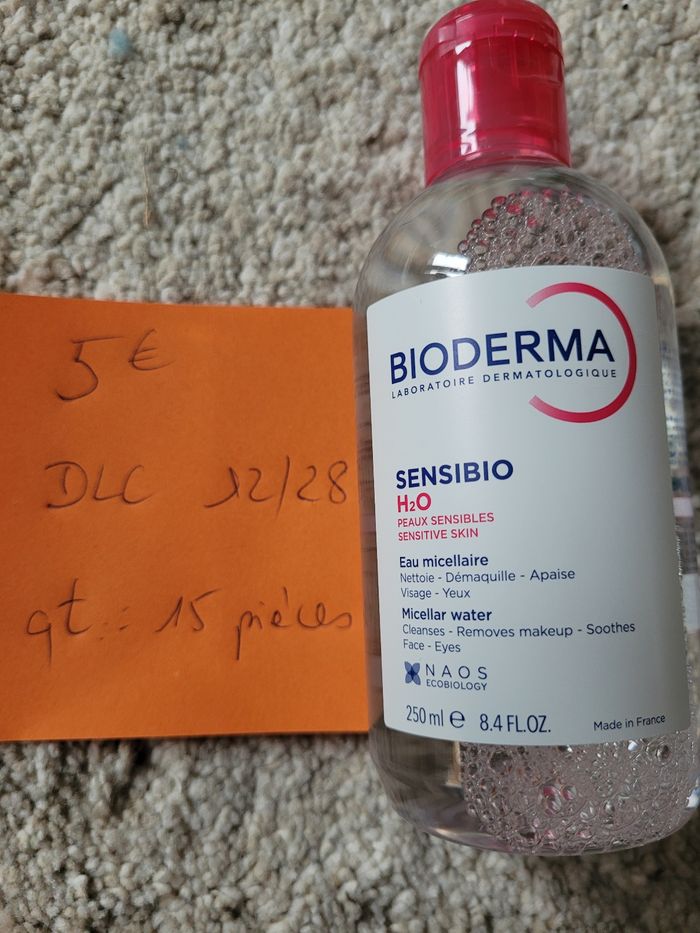 5€
DLC 12/28
qt.: 15 pièces
BIODERMA
LABORATOIRE DERMATOLOGIQUE
SENSIBIO
H₂O
PEAUX SENSIBLES
SENSITIVE SKIN
Eau micellaire
Nettoie - Démaquille - Apaise
Visage - Yeux
Micellar water
Cleanses - Removes makeup - Soothes
Face - Eyes
NAOS
ECOBIOLOGY
250 ml ℮ 8.4 FL.OZ.
Made in France